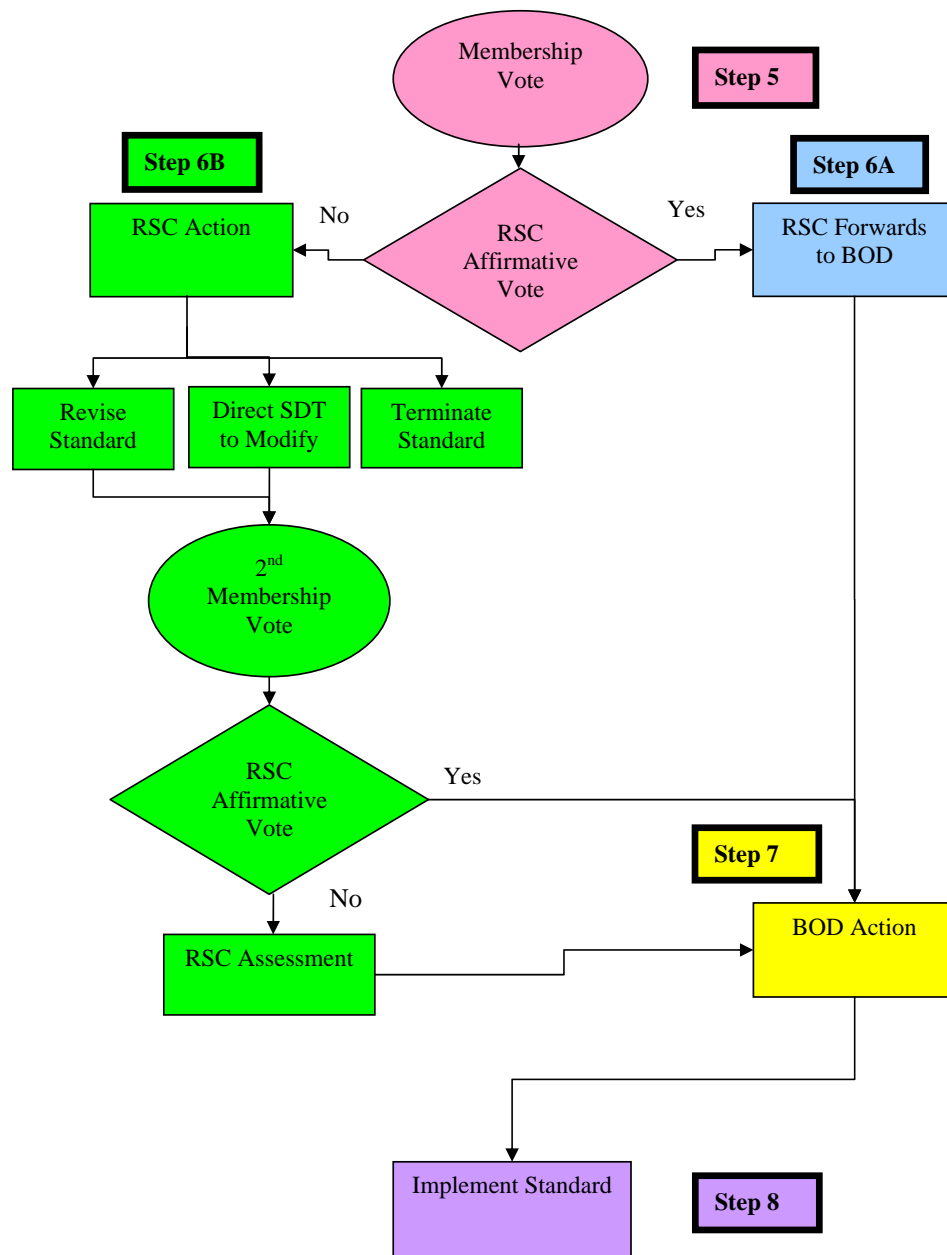 Membership
Vote
Step 5
Step 6B
Step 6A
RSC Action
No
RSC
Affirmative
Vote
Yes
RSC Forwards
to BOD
Revise
Standard
Direct SDT
to Modify
Terminate
Standard
2nd
Membership
Vote
RSC
Affirmative
Vote
Yes
No
Step 7
RSC Assessment
BOD Action
Implement Standard
Step 8